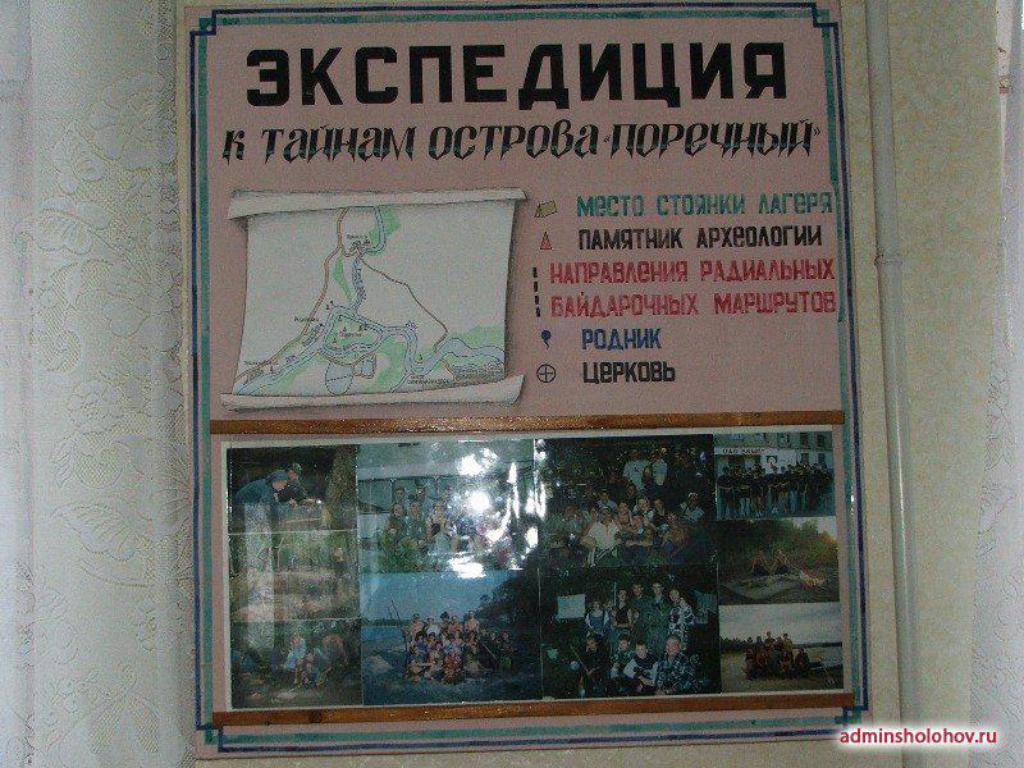 ЭКСПЕДИЦИЯ
К ТАЙНАМ ОСТРОВА «ПОРЕЧНЫЙ»
МЕСТО СТОЯНКИ ЛАГЕРЯ
ПАМЯТНИК АРХЕОЛОГИИ
НАПРАВЛЕНИЯ РАДИАЛЬНЫХ
БАЙДАРОЧНЫХ МАРШРУТОВ
РОДНИК
ЦЕРКОВЬ
adminsholohov.ru